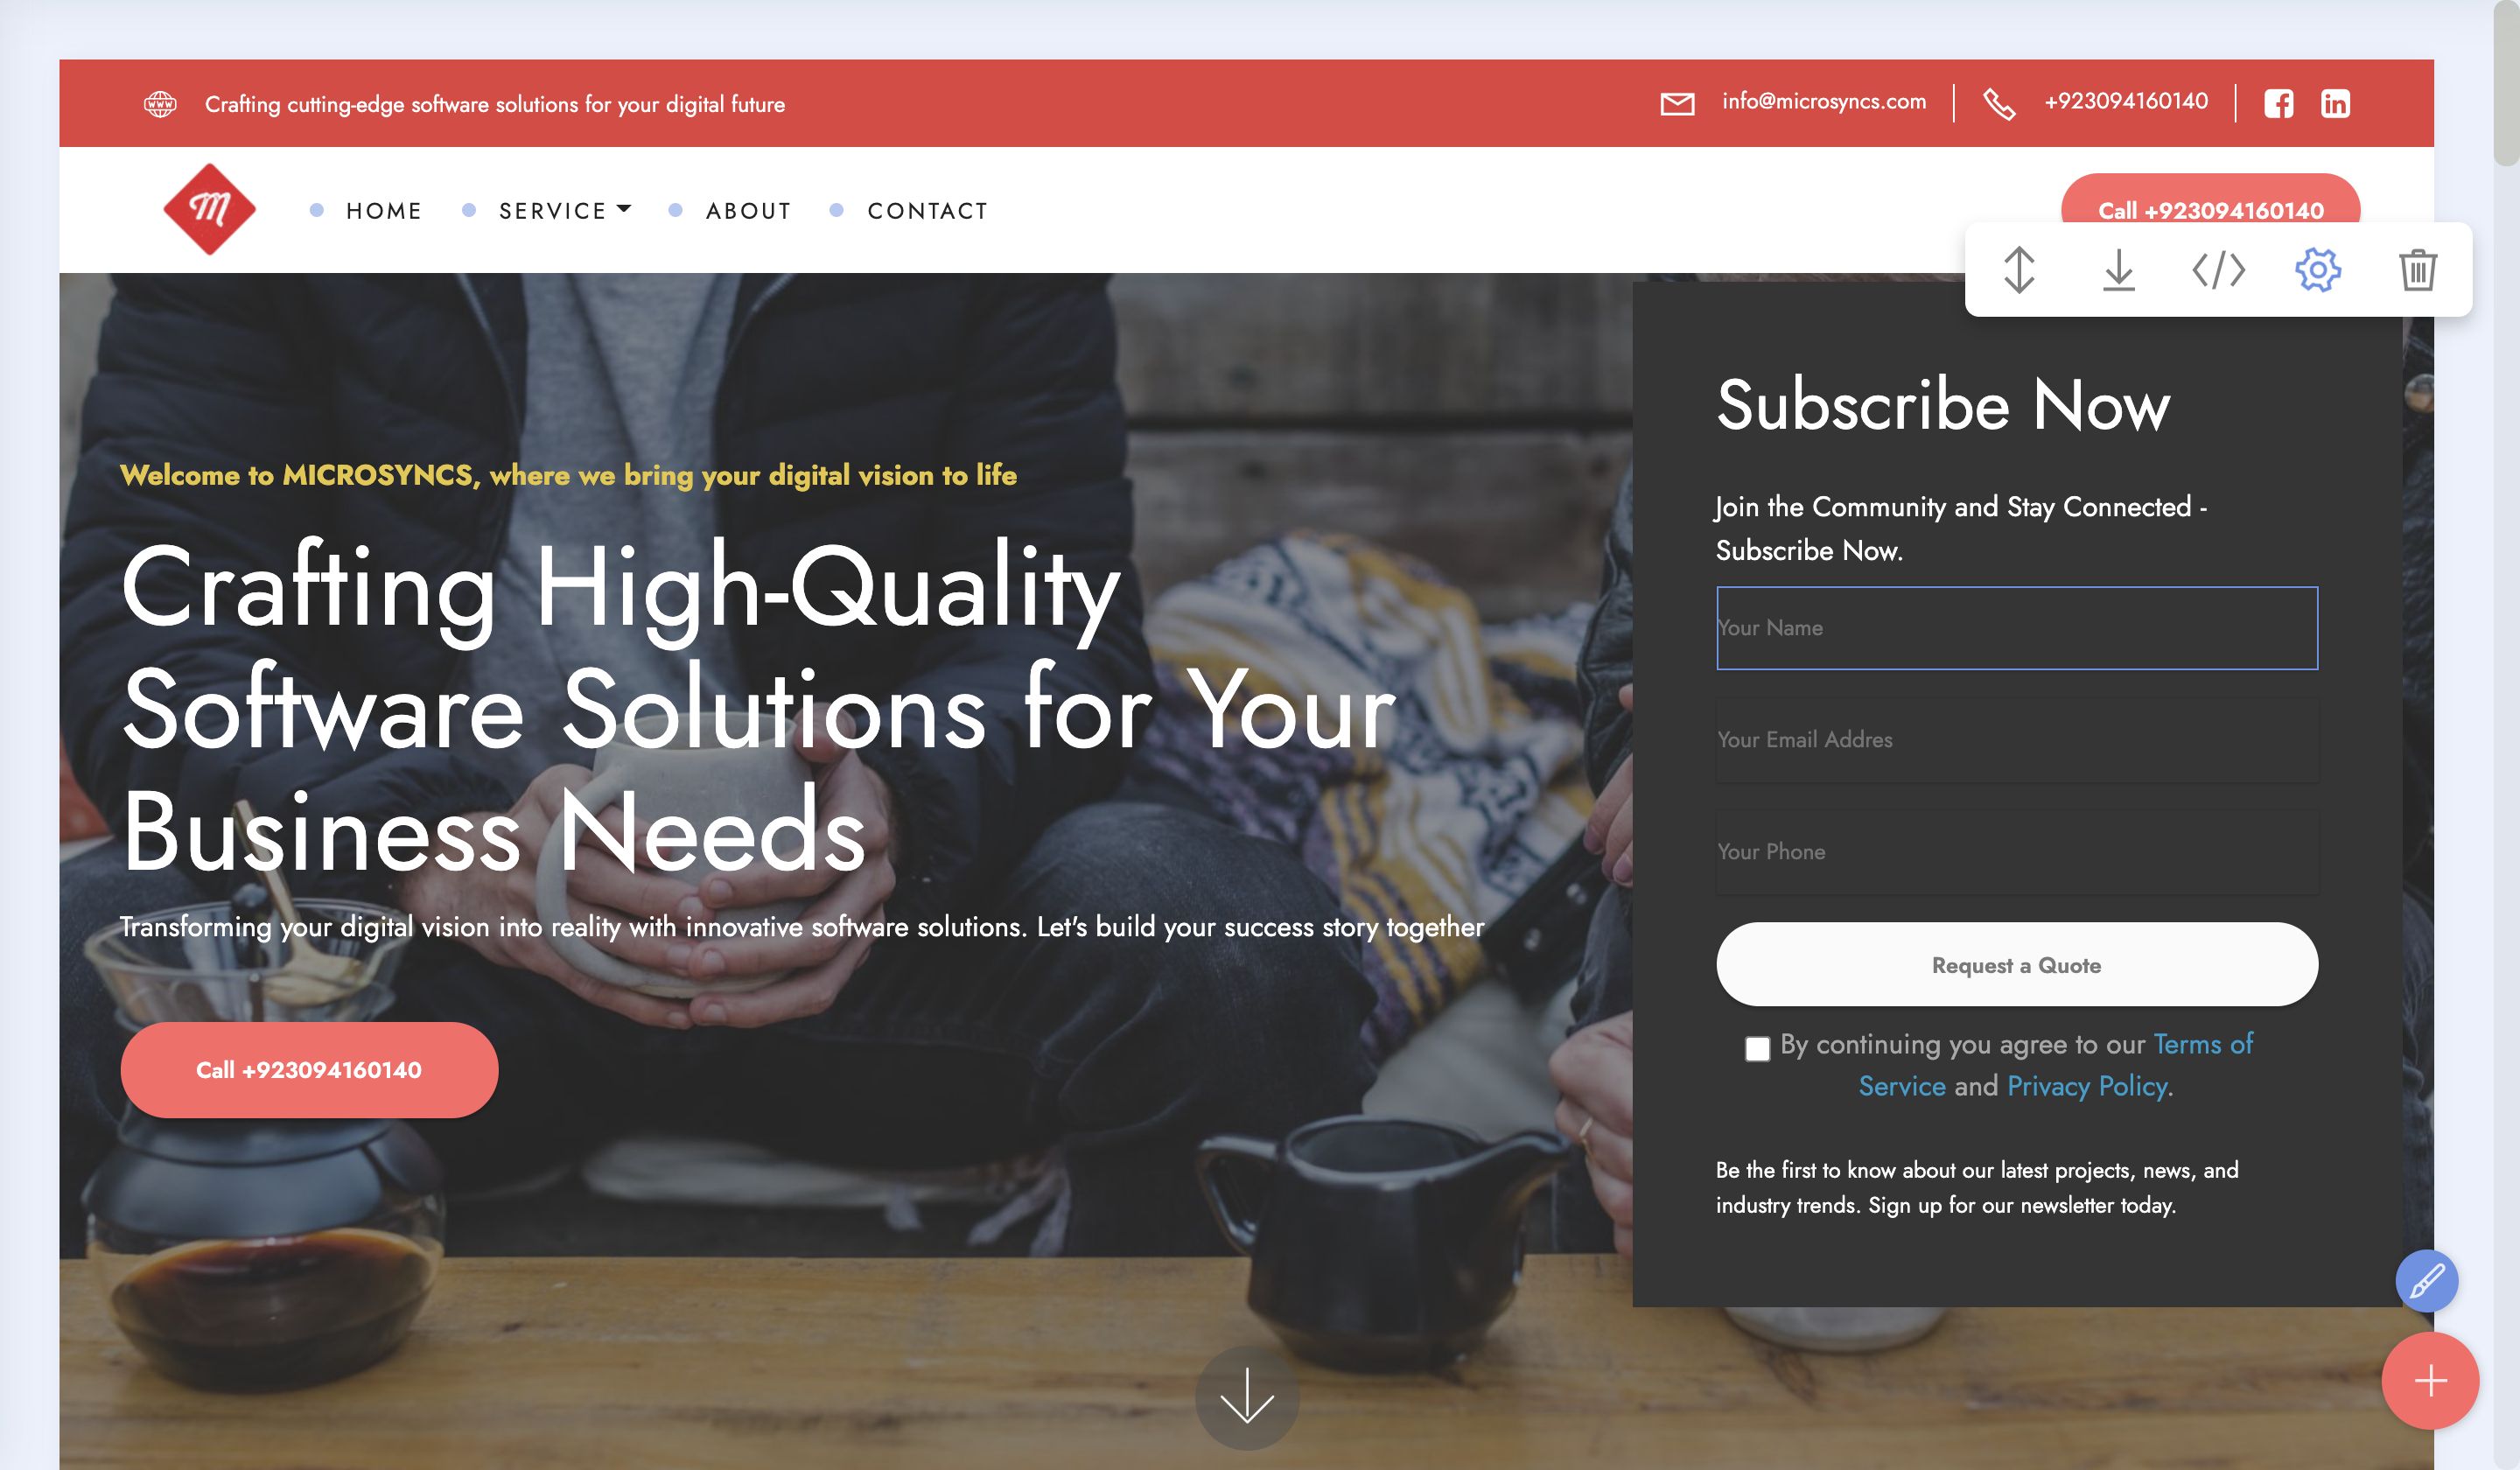 WWW
Crafting cutting-edge software solutions for your digital future
info@microsyncs.com
+923094160140
f
in
M
HOME
SERVICE
ABOUT
CONTACT
Call +923094160140
</>
Welcome to MICROSYNCS, where we bring your digital vision to life
Crafting High-Quality
Software Solutions for Your
Business Needs
Transforming your digital vision into reality with innovative software solutions. Let's build your success story together
Call +923094160140
Subscribe Now
Join the Community and Stay Connected -
Subscribe Now.
Your Name
Your Email Addres
Your Phone
Request a Quote
By continuing you agree to our Terms of
Service and Privacy Policy.
Be the first to know about our latest projects, news, and
industry trends. Sign up for our newsletter today.